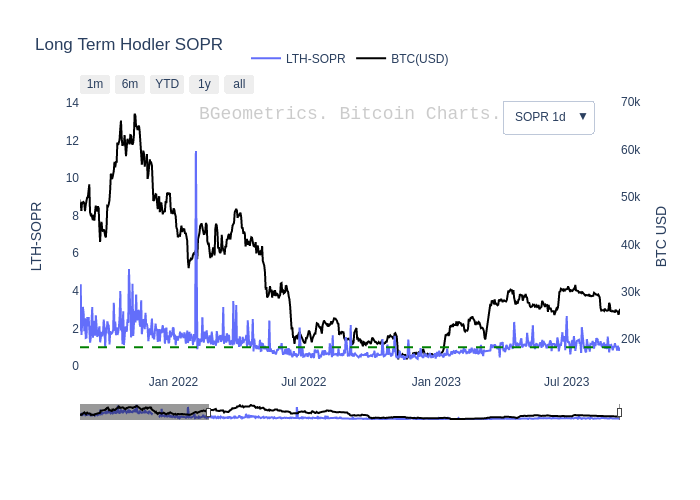 Long Term Hodler SOPR
LTH-SOPR BTC(USD)
1m 6m YTD 1y all
BGeometrics. Bitcoin Charts.
SOPR 1d ▼
14
12
10
8
6
4
2
0
LTH-SOPR
70k
60k
50k
40k
30k
20k
BTC USD
Jan 2022 Jul 2022 Jan 2023 Jul 2023